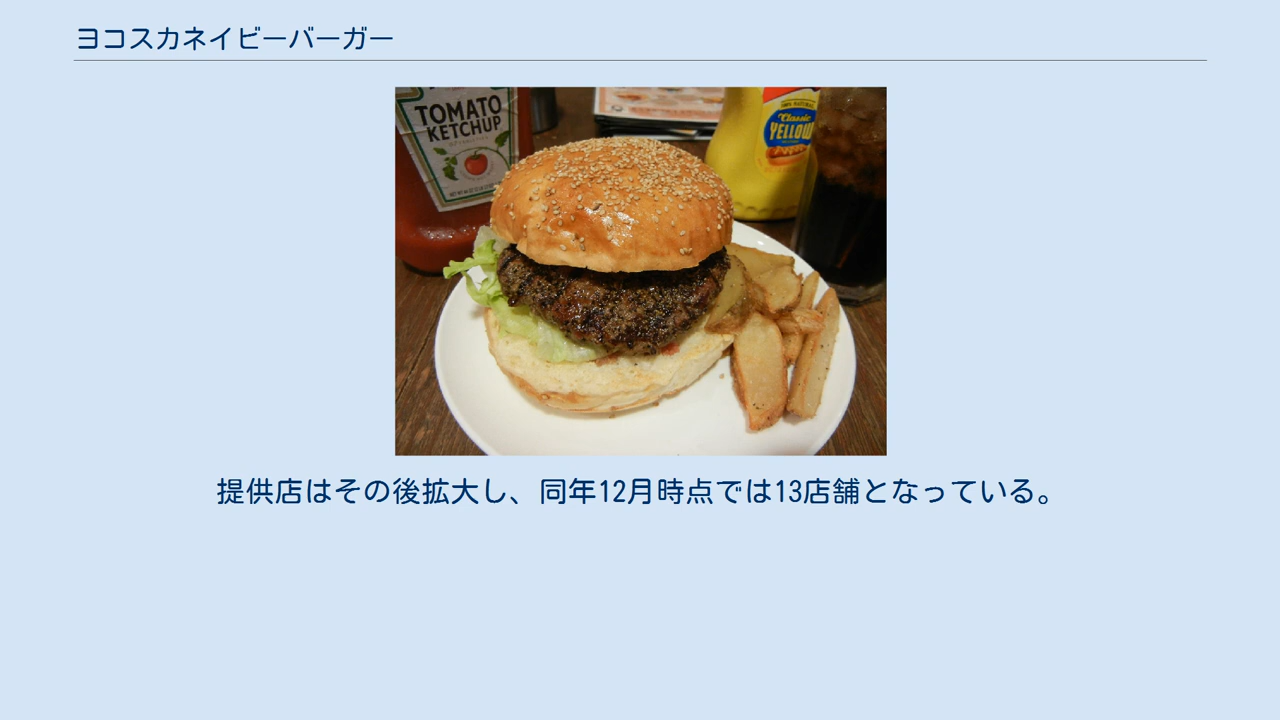 ヨコスカネイビーバーガー
TOMATO
KETCHUP
100% NATURAL
Classic
YELLOW
提供店はその後拡大し、同年12月時点では13店舗となっている。